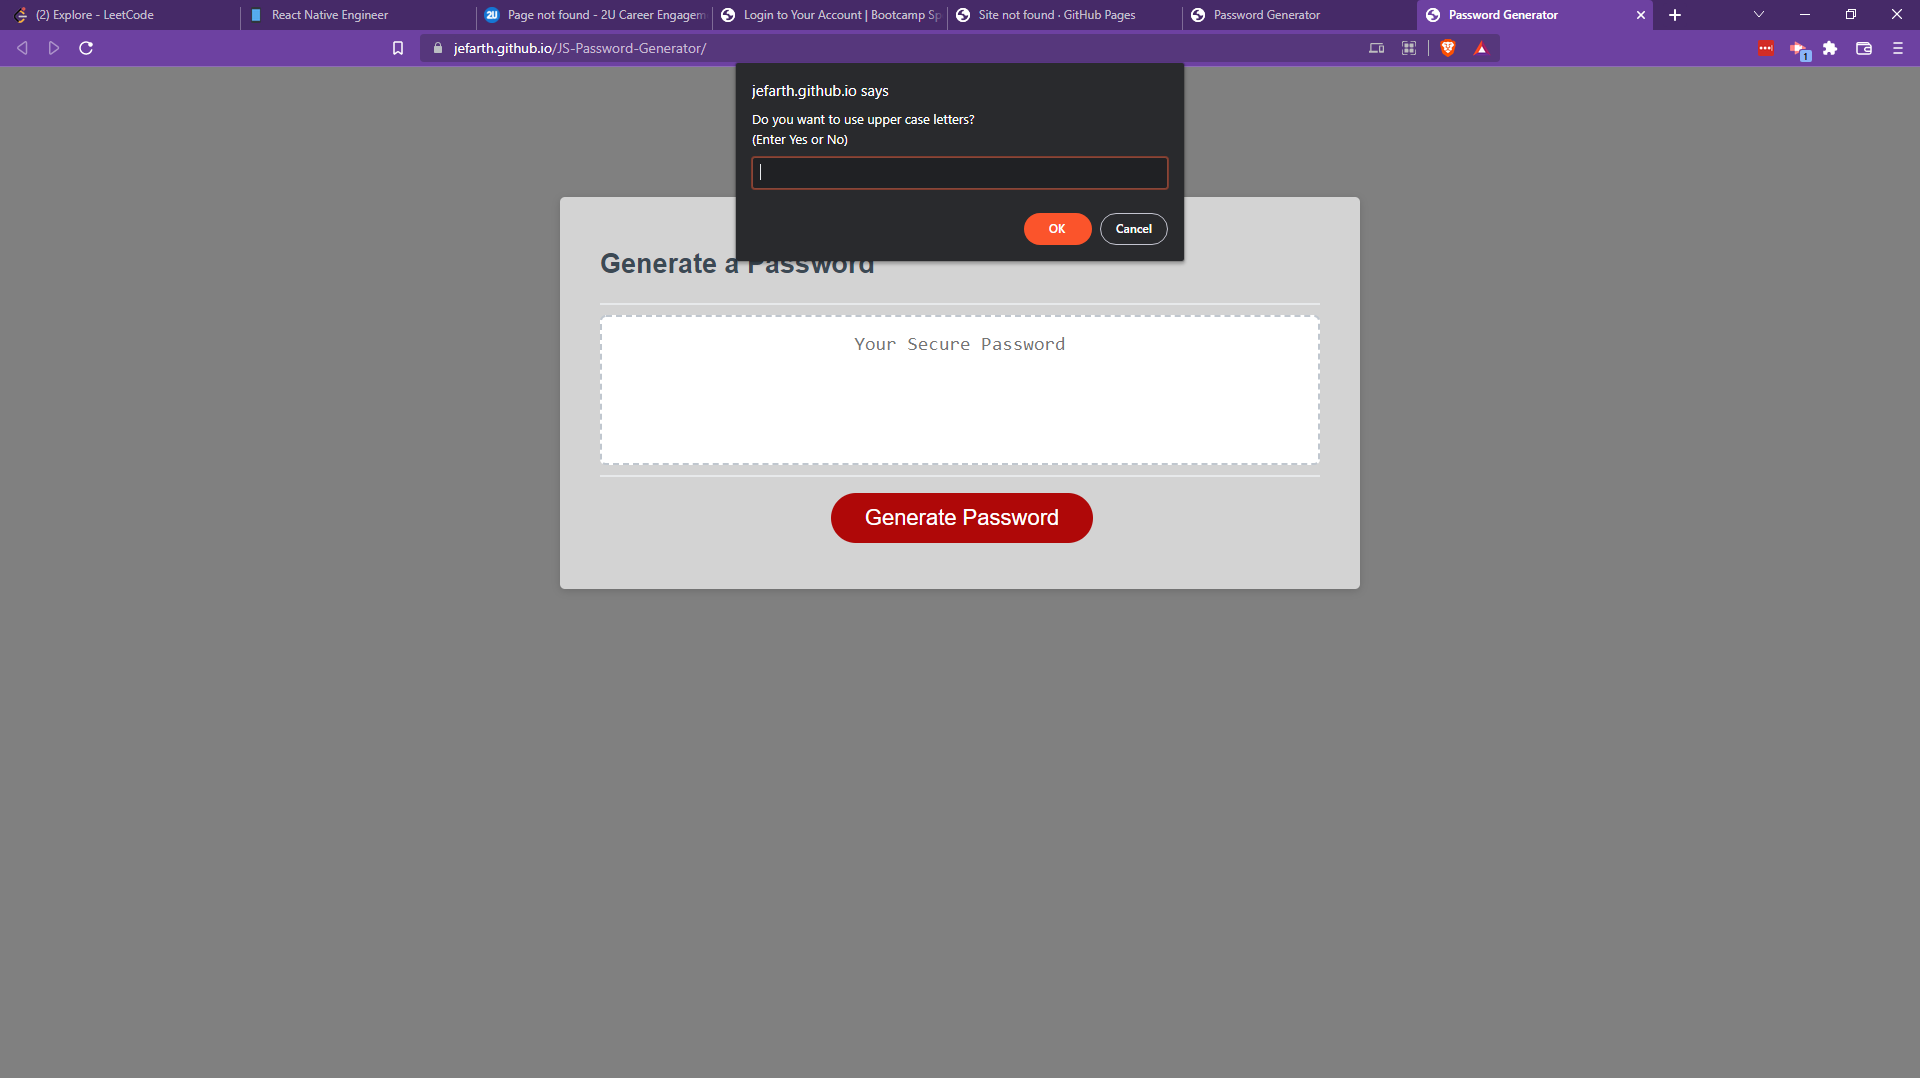 (2) Explore - LeetCode
React Native Engineer
2U
Page not found - 2U Career Engagem
Login to Your Account | Bootcamp Sp
Site not found · GitHub Pages
Password Generator
Password Generator
jefarth.github.io/JS-Password-Generator/
1
jefarth.github.io says
Do you want to use upper case letters?
(Enter Yes or No)
OK
Cancel
Generate a Password
Your Secure Password
Generate Password